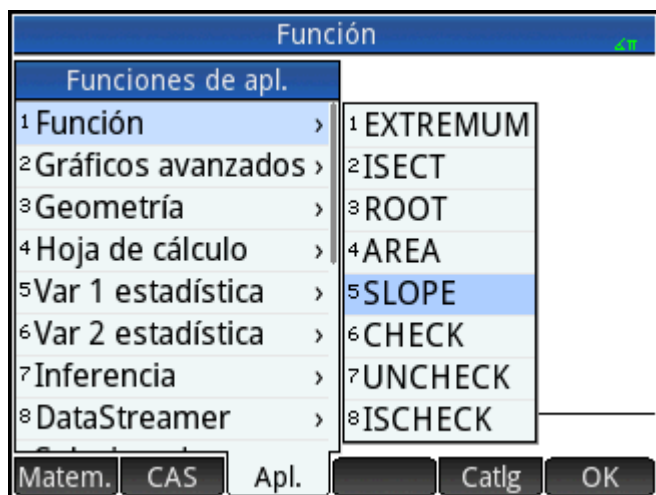 Función
∡π
Funciones de apl.
1 Función ›
2 Gráficos avanzados ›
3 Geometría ›
4 Hoja de cálculo ›
5 Var 1 estadística ›
6 Var 2 estadística ›
7 Inferencia ›
8 DataStreamer ›
1 EXTREMUM
2 ISECT
3 ROOT
4 AREA
5 SLOPE
6 CHECK
7 UNCHECK
8 ISCHECK
Matem. CAS Apl. Catlg OK